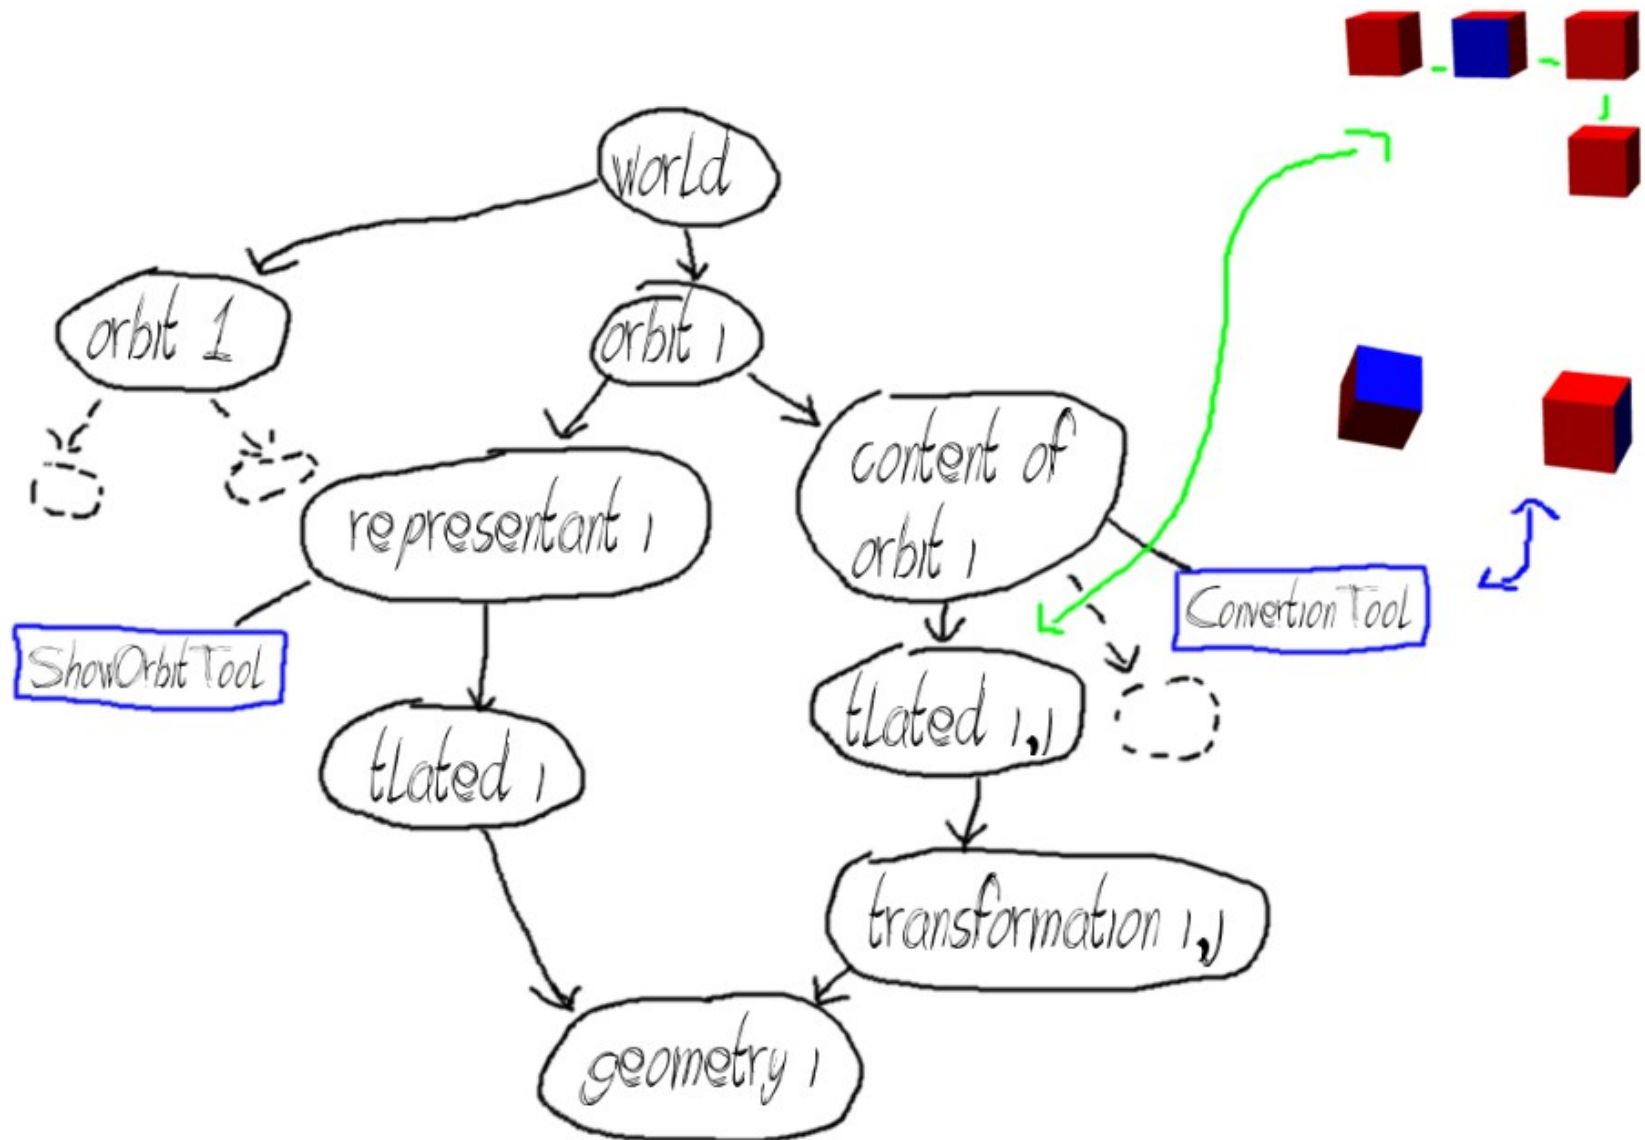 world
orbit 1
orbit i
content of
orbit i
representant i
ConvertionTool
ShowOrbitTool
tlated i,j
tlated i
transformation i,j
geometry i